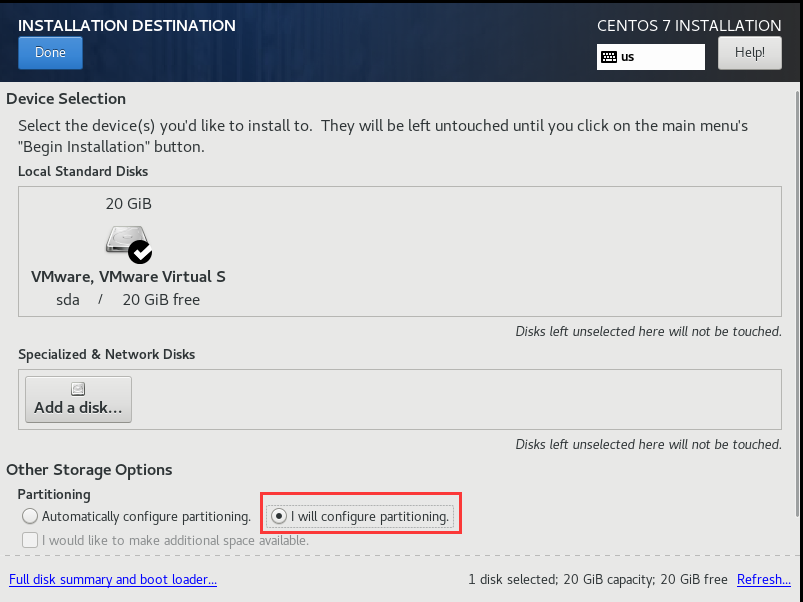 INSTALLATION DESTINATION
CENTOS 7 INSTALLATION
Done
us
Help!
Device Selection
Select the device(s) you'd like to install to.  They will be left untouched until you click on the main menu's
"Begin Installation" button.
Local Standard Disks
20 GiB
VMware, VMware Virtual S
sda / 20 GiB free
Disks left unselected here will not be touched.
Specialized & Network Disks
Add a disk...
Disks left unselected here will not be touched.
Other Storage Options
Partitioning
Automatically configure partitioning. I will configure partitioning.
I would like to make additional space available.
Full disk summary and boot loader... 1 disk selected; 20 GiB capacity; 20 GiB free Refresh...